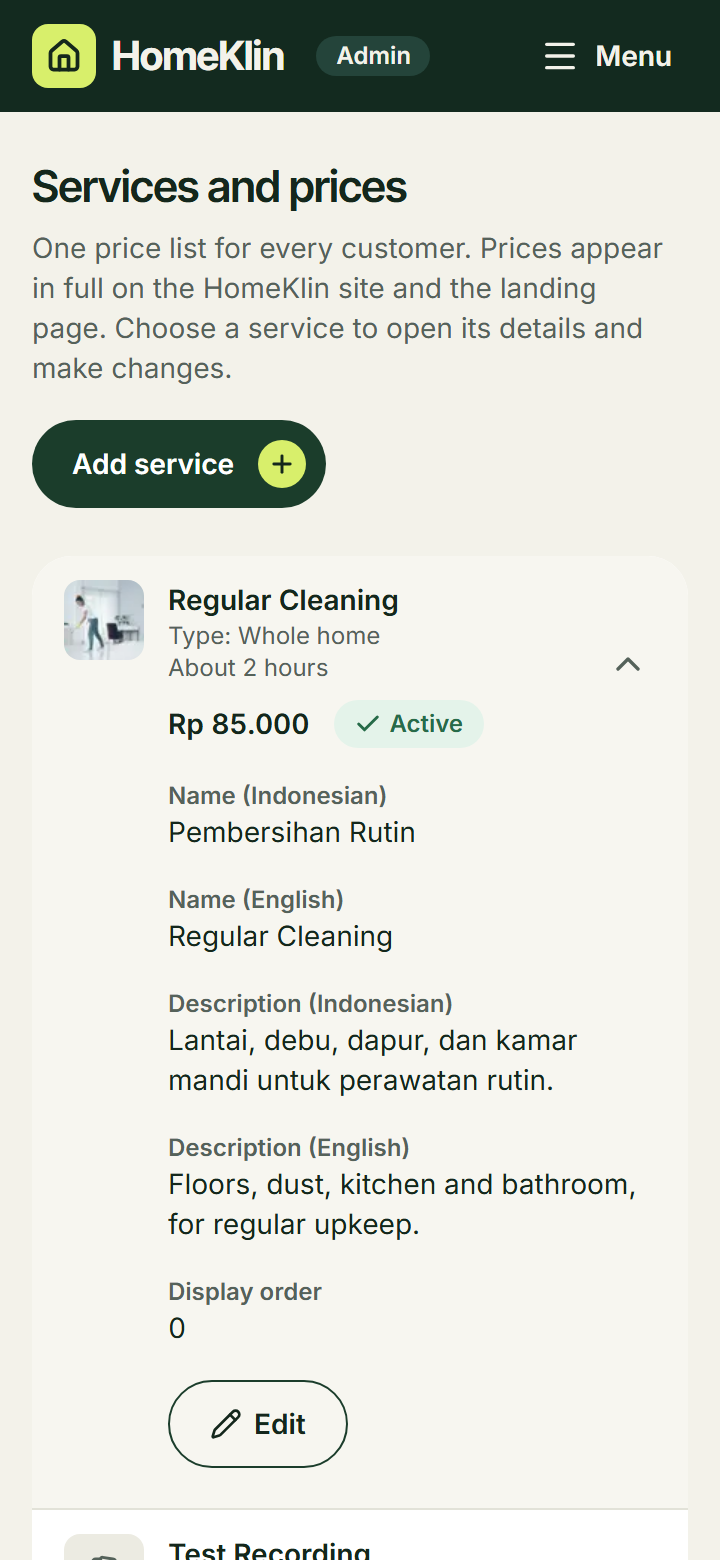 HomeKlin
Admin
Menu
Services and prices
One price list for every customer. Prices appear
in full on the HomeKlin site and the landing
page. Choose a service to open its details and
make changes.
Add service
Regular Cleaning
Type: Whole home
About 2 hours
Rp 85.000
Active
Name (Indonesian)
Pembersihan Rutin
Name (English)
Regular Cleaning
Description (Indonesian)
Lantai, debu, dapur, dan kamar
mandi untuk perawatan rutin.
Description (English)
Floors, dust, kitchen and bathroom,
for regular upkeep.
Display order
0
Edit
Test Recording